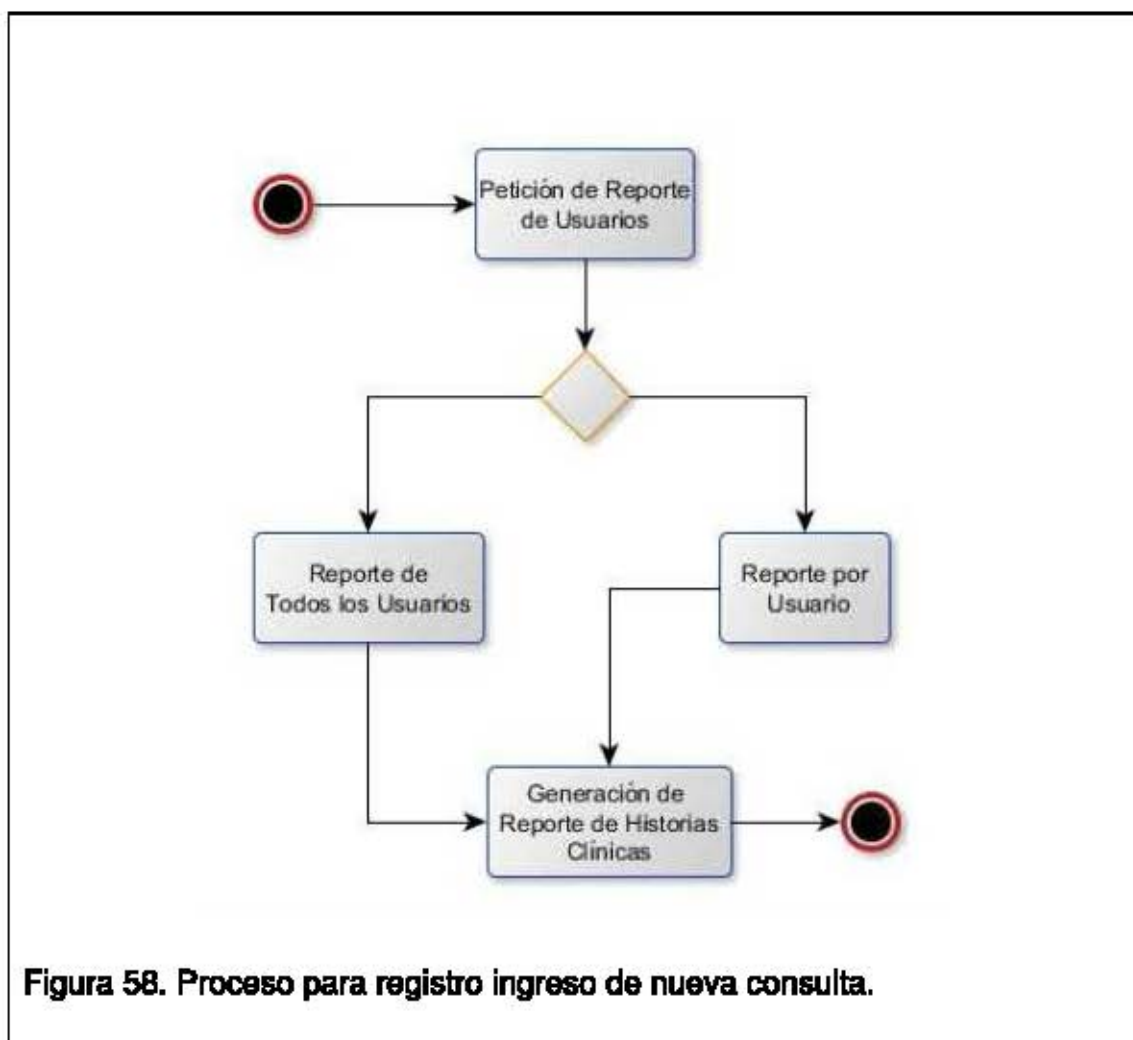 Petición de Reporte
de Usuarios
Reporte de
Todos los Usuarios
Reporte por
Usuario
Generación de
Reporte de Historias
Clínicas
Figura 58. Proceso para registro ingreso de nueva consulta.